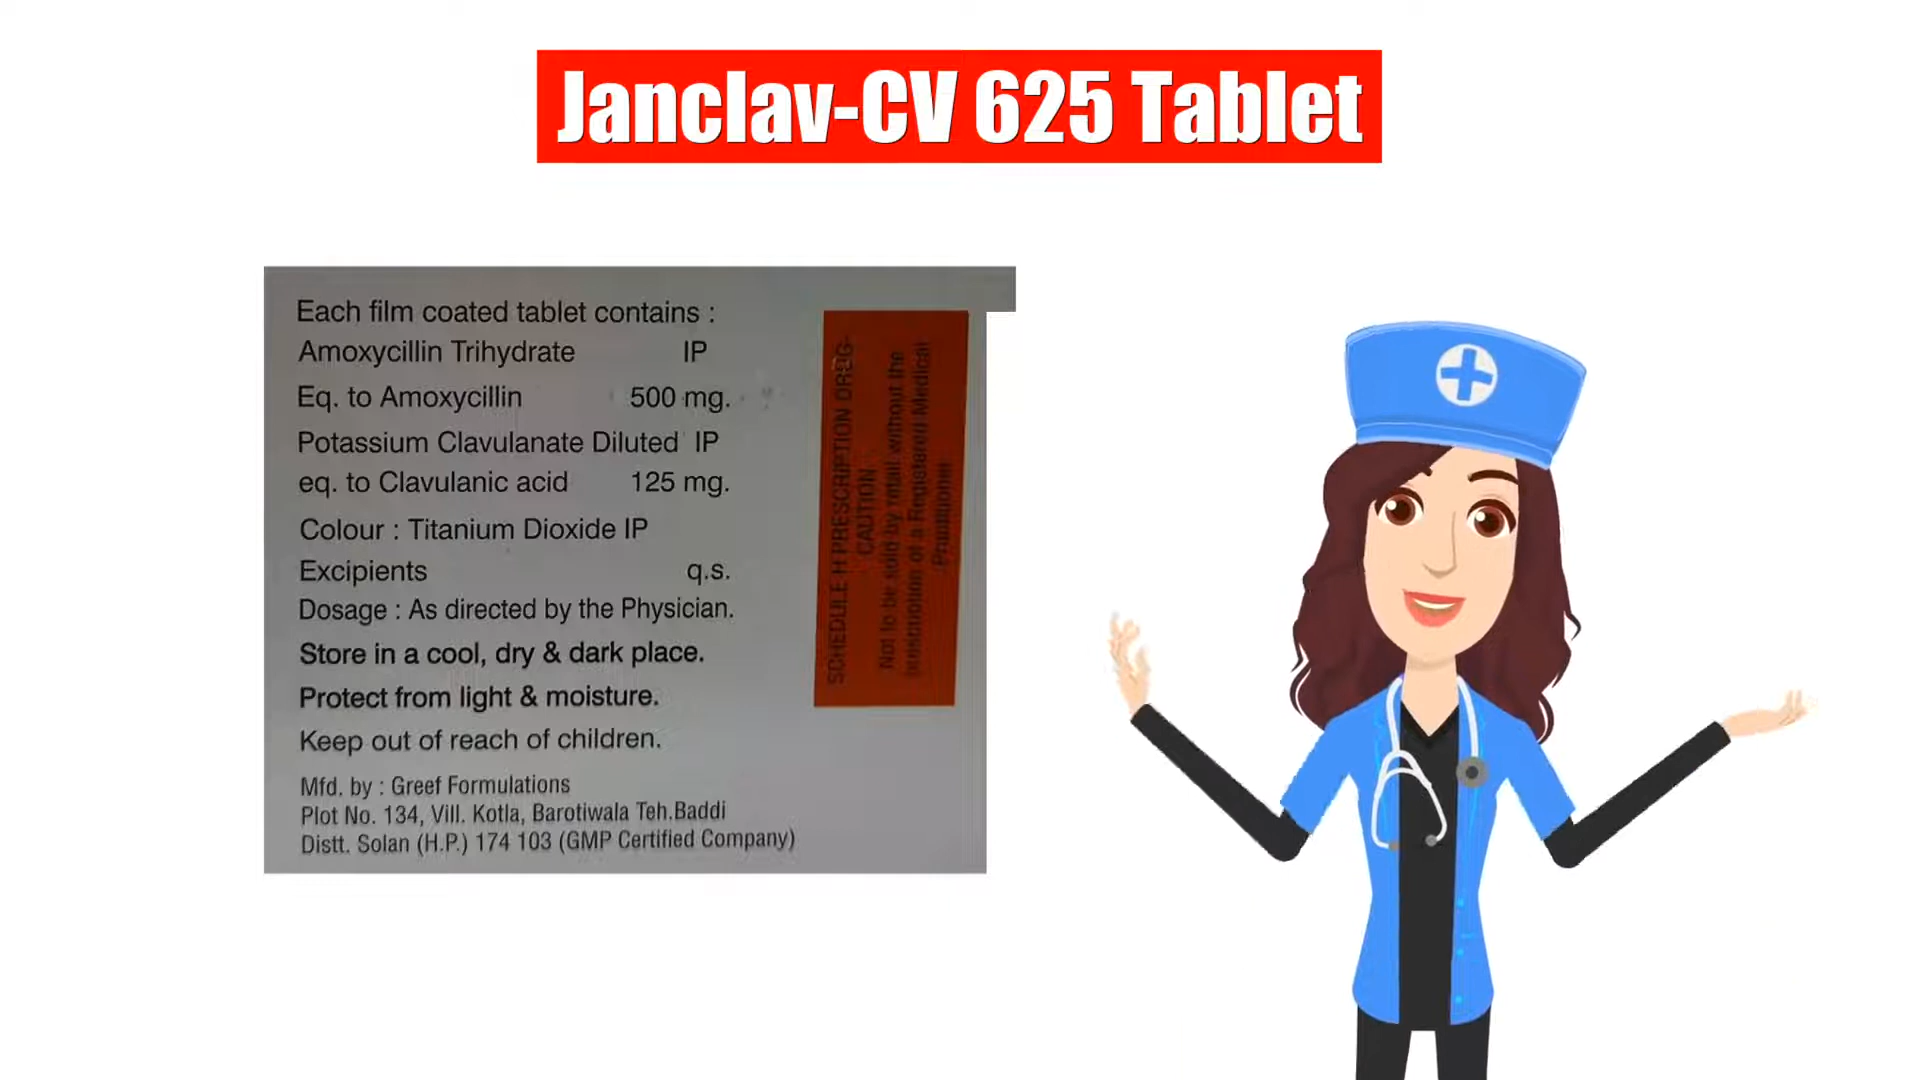 Janclav-CV 625 Tablet
Each film coated tablet contains :
Amoxycillin Trihydrate IP
Eq. to Amoxycillin 500 mg.
Potassium Clavulanate Diluted IP
eq. to Clavulanic acid 125 mg.
Colour : Titanium Dioxide IP
Excipients q.s.
Dosage : As directed by the Physician.
Store in a cool, dry & dark place.
Protect from light & moisture.
Keep out of reach of children.
Mfd. by : Greef Formulations
Plot No. 134, Vill. Kotla, Barotiwala Teh.Baddi
Distt. Solan (H.P.) 174 103 (GMP Certified Company)
SCHEDULE H PRESCRIPTION DRUG-
CAUTION
Not to be sold by retail without the
prescription of a Registered Medical
Practitioner